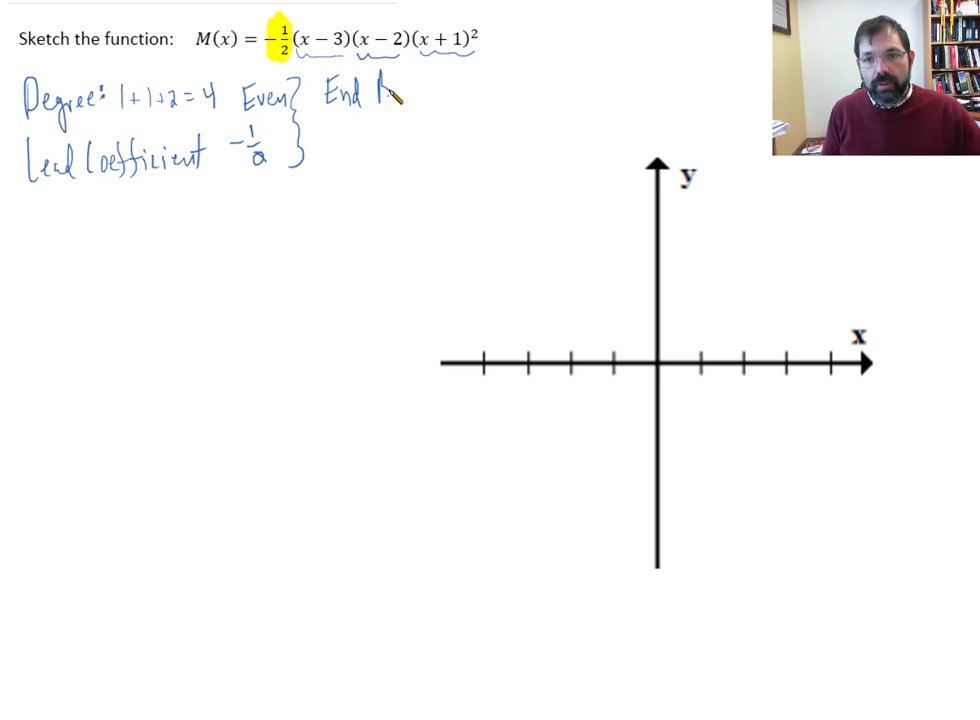 Sketch the function: M(x) = −1/2(x − 3)(x − 2)(x + 1)²
Degree: 1+1+2 = 4 Even } End
Lead Coefficient -1/2 }
y
x